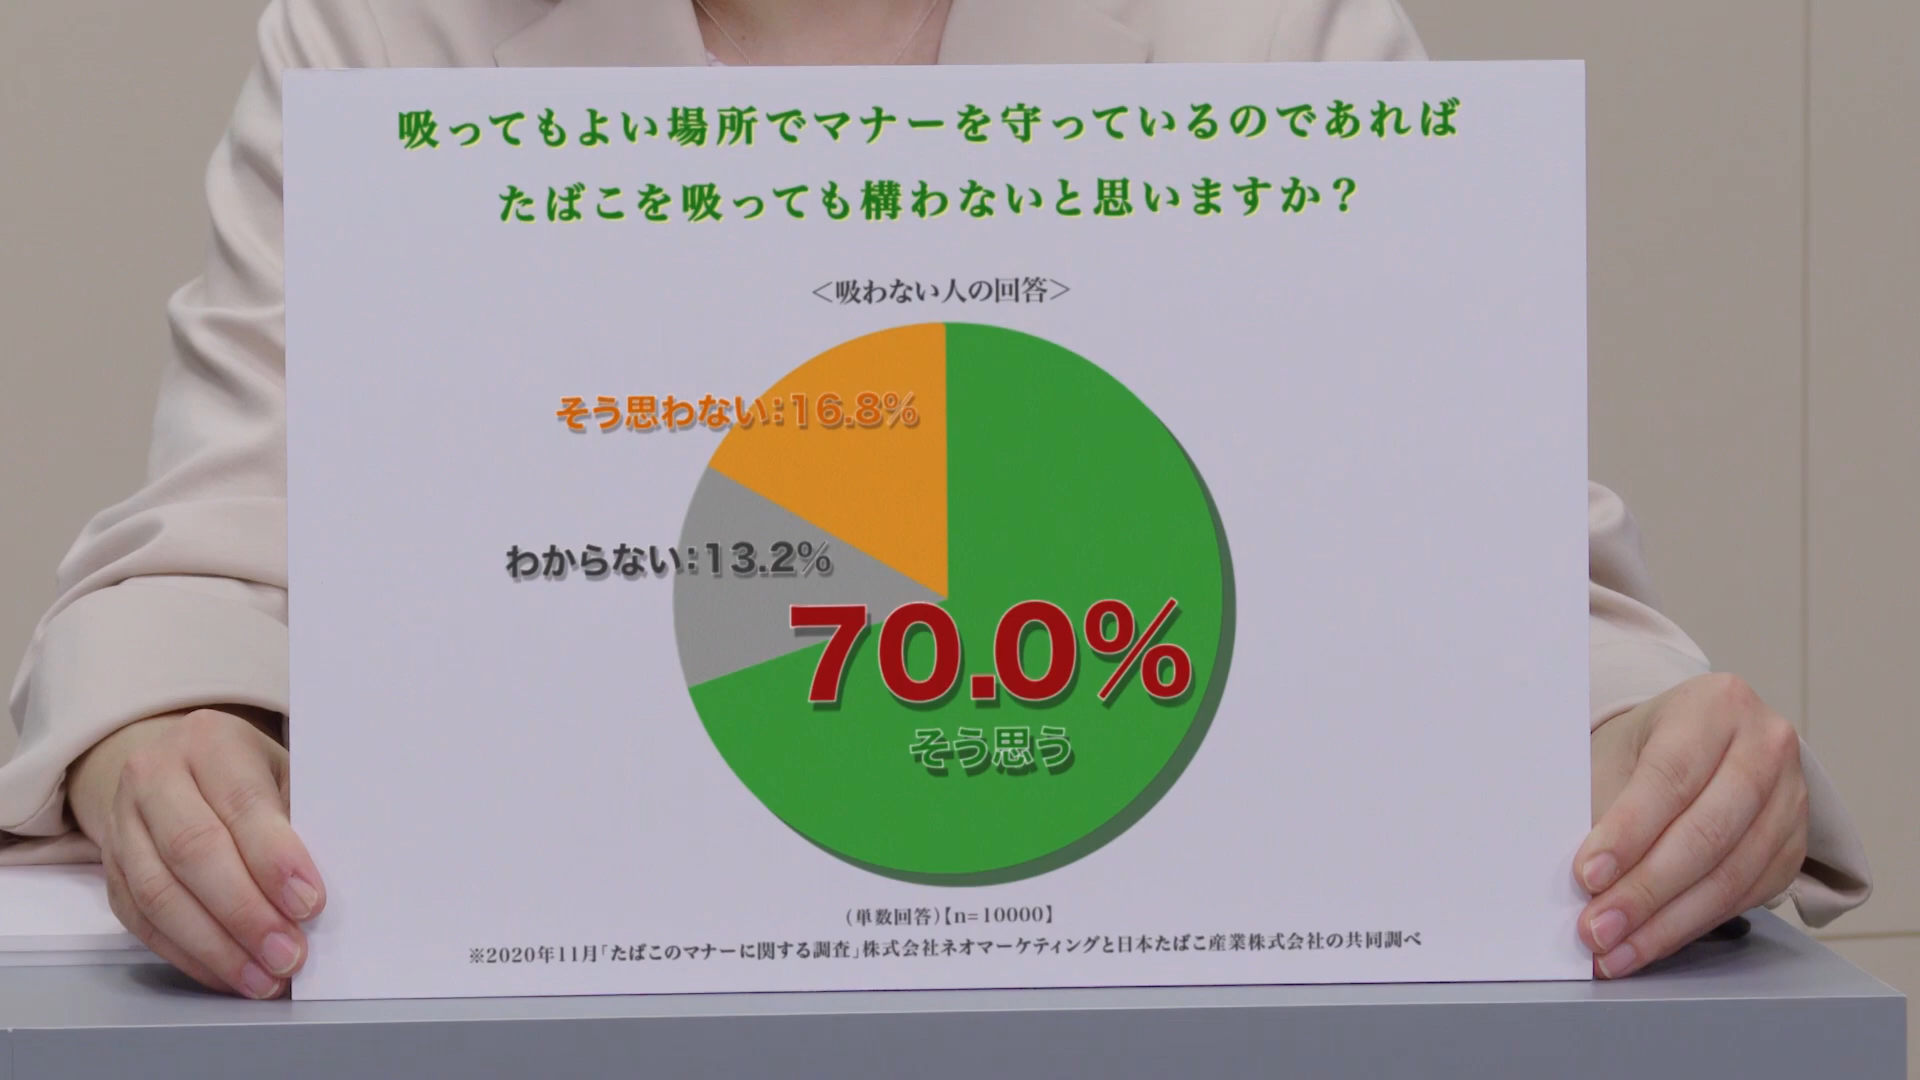 吸ってもよい場所でマナーを守っているのであれば
たばこを吸っても構わないと思いますか？
＜吸わない人の回答＞
そう思わない：16.8%
わからない：13.2%
70.0%
そう思う
（単数回答）【n=10000】
※2020年11月「たばこのマナーに関する調査」株式会社ネオマーケティングと日本たばこ産業株式会社の共同調べ